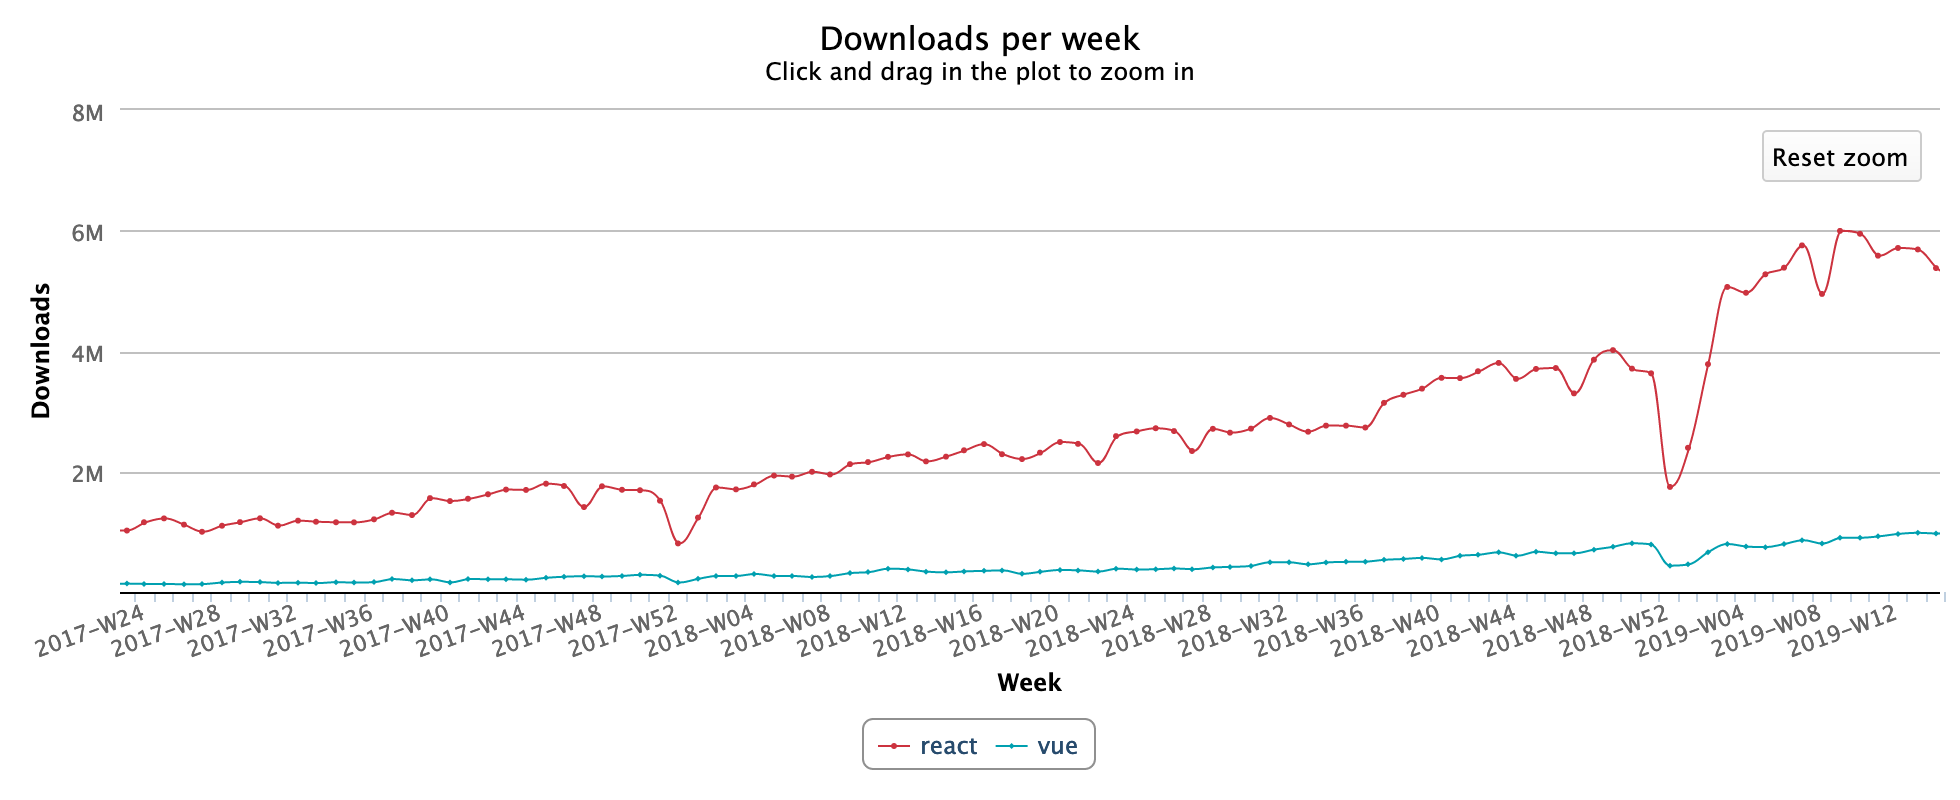 Downloads per week
Click and drag in the plot to zoom in
8M
Reset zoom
6M
4M
2M
Downloads
2017-W24
2017-W28
2017-W32
2017-W36
2017-W40
2017-W44
2017-W48
2017-W52
2018-W04
2018-W08
2018-W12
2018-W16
2018-W20
2018-W24
2018-W28
2018-W32
2018-W36
2018-W40
2018-W44
2018-W48
2018-W52
2019-W04
2019-W08
2019-W12
Week
react vue